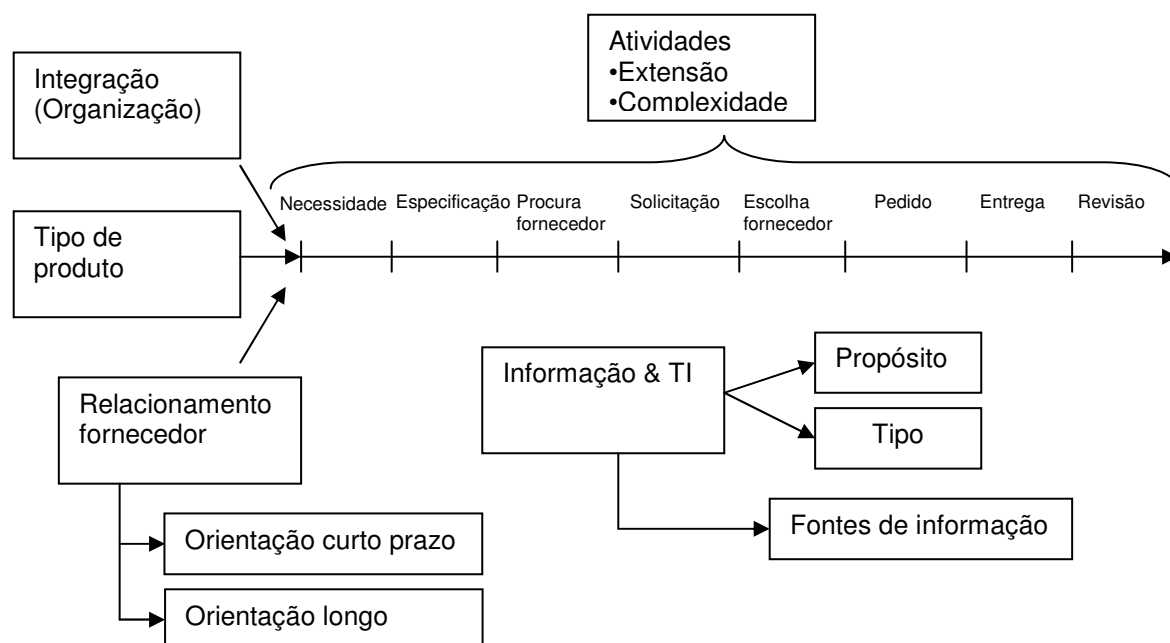 Atividades
•Extensão
•Complexidade
Integração
(Organização)
Necessidade
Especificação
Procura
fornecedor
Solicitação
Escolha
fornecedor
Pedido
Entrega
Revisão
Tipo de
produto
Relacionamento
fornecedor
Informação & TI
Propósito
Tipo
Fontes de informação
Orientação curto prazo
Orientação longo